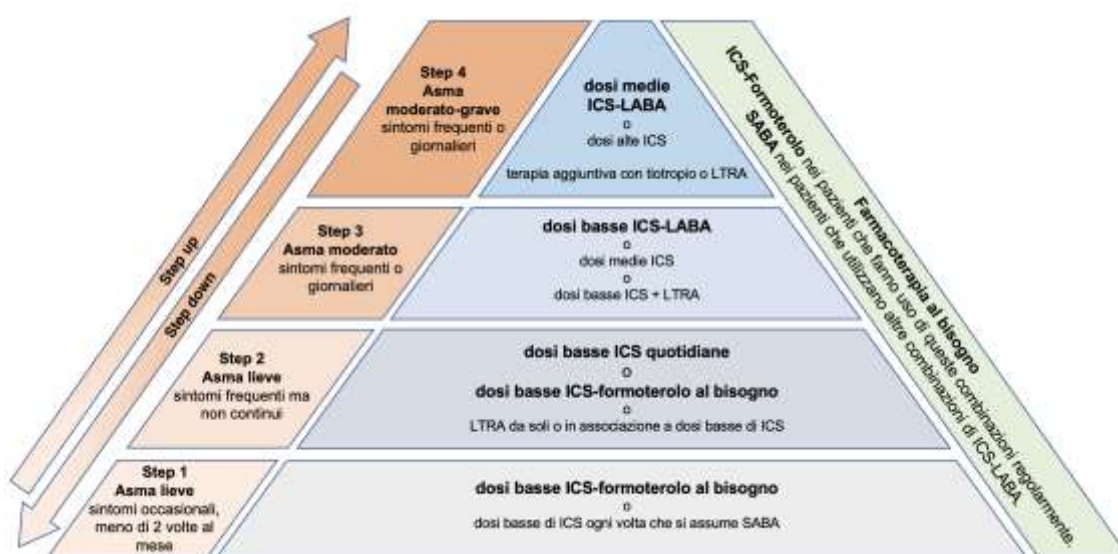 Step up
Step down
Step 4
Asma
moderato-grave
sintomi frequenti o
giornalieri
dosi medie
ICS-LABA
o
dosi alte ICS
terapia aggiuntiva con tiotropio o LTRA
Step 3
Asma moderato
sintomi frequenti o
giornalieri
dosi basse ICS-LABA
o
dosi medie ICS
o
dosi basse ICS + LTRA
Step 2
Asma lieve
sintomi frequenti ma
non continui
dosi basse ICS quotidiane
o
dosi basse ICS-formoterolo al bisogno
o
LTRA da soli o in associazione a dosi basse di ICS
Step 1
Asma lieve
sintomi occasionali,
meno di 2 volte al
mese
dosi basse ICS-formoterolo al bisogno
o
dosi basse di ICS ogni volta che si assume SABA
Farmacoterapia al bisogno
ICS-Formoterolo nei pazienti che fanno uso di queste combinazioni regolarmente.
SABA nei pazienti che utilizzano altre combinazioni di ICS-LABA.